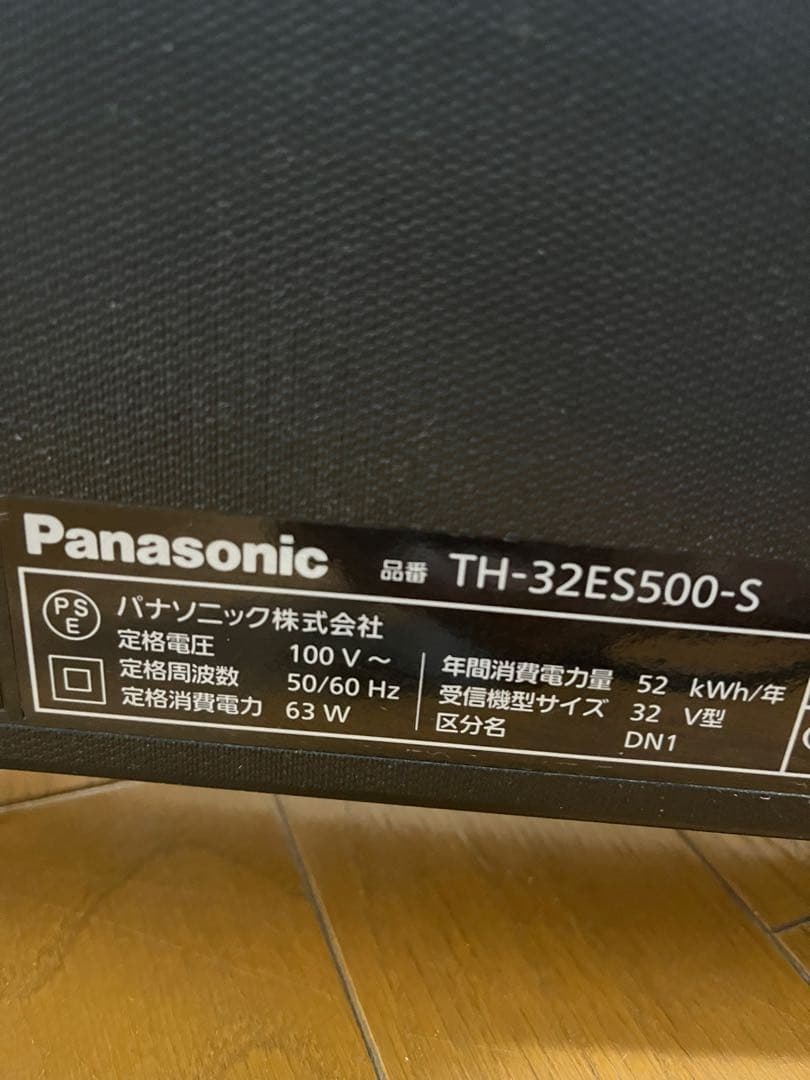 Panasonic 品番 TH-32ES500-S
PSE
パナソニック株式会社
定格電圧 100 V～
定格周波数 50/60 Hz
定格消費電力 63 W
年間消費電力量 52 kWh/年
受信機型サイズ 32 V型
区分名 DN1